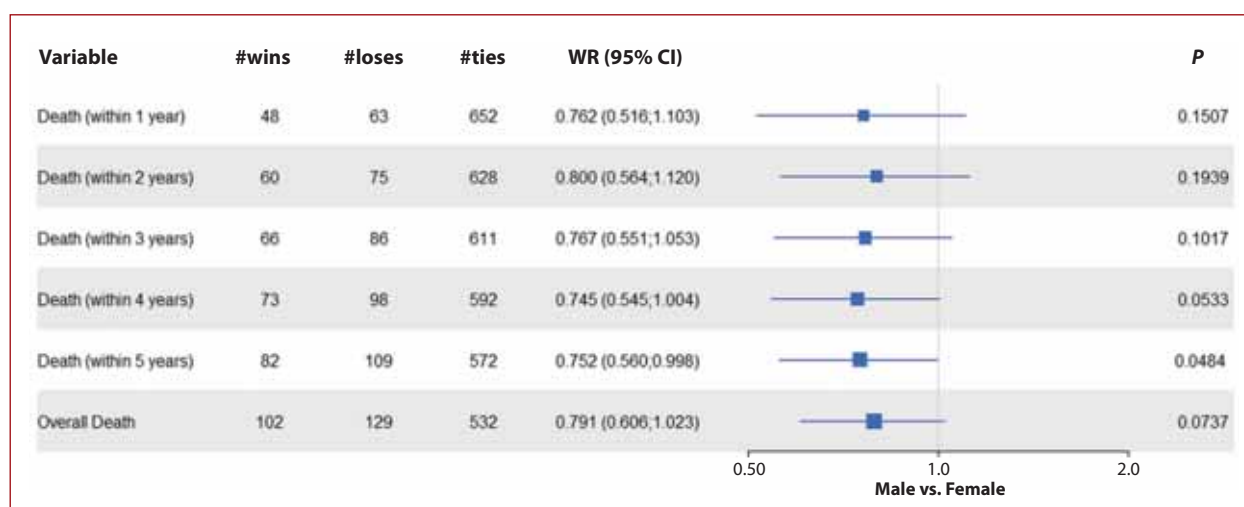 Variable #wins #loses #ties WR (95% CI) P
Death (within 1 year) 48 63 652 0.762 (0.516;1.103) 0.1507
Death (within 2 years) 60 75 628 0.800 (0.564;1.120) 0.1939
Death (within 3 years) 66 86 611 0.767 (0.551;1.053) 0.1017
Death (within 4 years) 73 98 592 0.745 (0.545;1.004) 0.0533
Death (within 5 years) 82 109 572 0.752 (0.560;0.998) 0.0484
Overall Death 102 129 532 0.791 (0.606;1.023) 0.0737
0.50 1.0 2.0
Male vs. Female